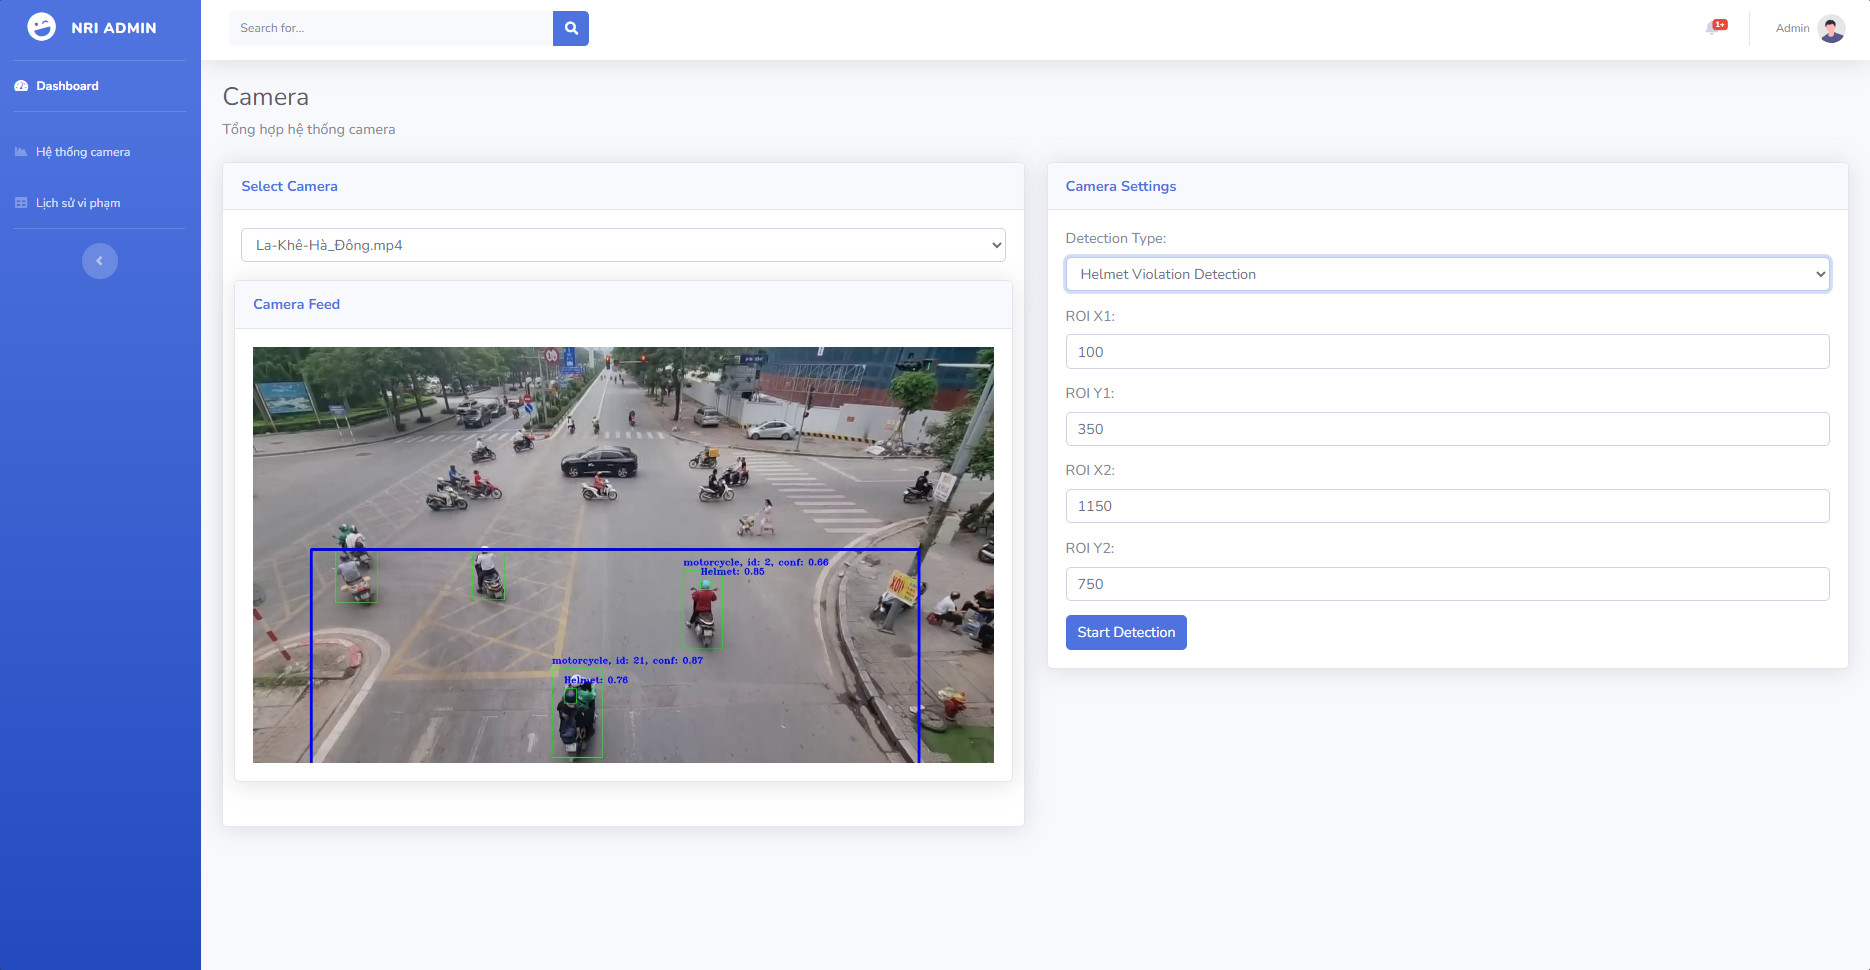 NRI ADMIN
Dashboard
Hệ thống camera
Lịch sử vi phạm
Search for...
1+
Admin
Camera
Tổng hợp hệ thống camera
Select Camera
La-Khê-Hà_Đông.mp4
Camera Feed
motorcycle, id: 2, conf: 0.66
Helmet: 0.85
motorcycle, id: 21, conf: 0.87
Helmet: 0.76
Camera Settings
Detection Type:
Helmet Violation Detection
ROI X1:
100
ROI Y1:
350
ROI X2:
1150
ROI Y2:
750
Start Detection